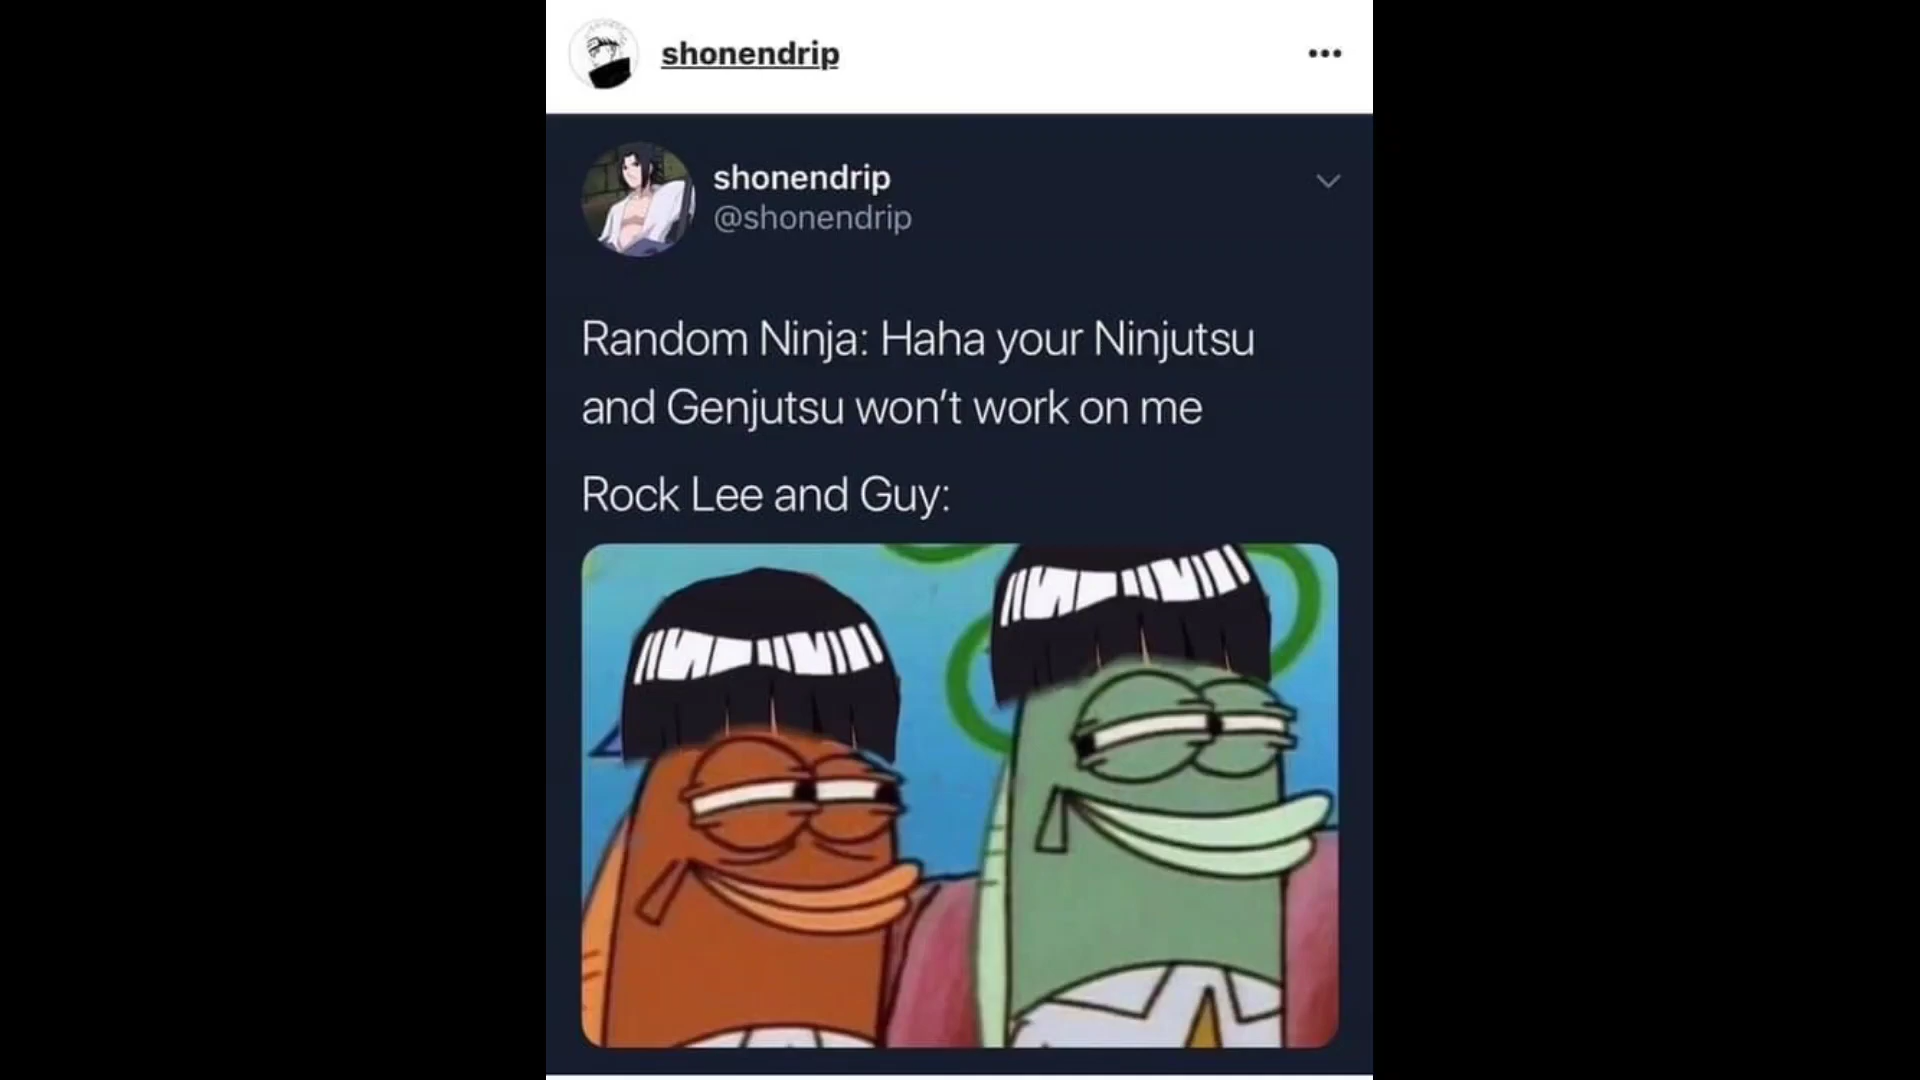 shonendrip
shonendrip
@shonendrip
Random Ninja: Haha your Ninjutsu
and Genjutsu won’t work on me
Rock Lee and Guy: